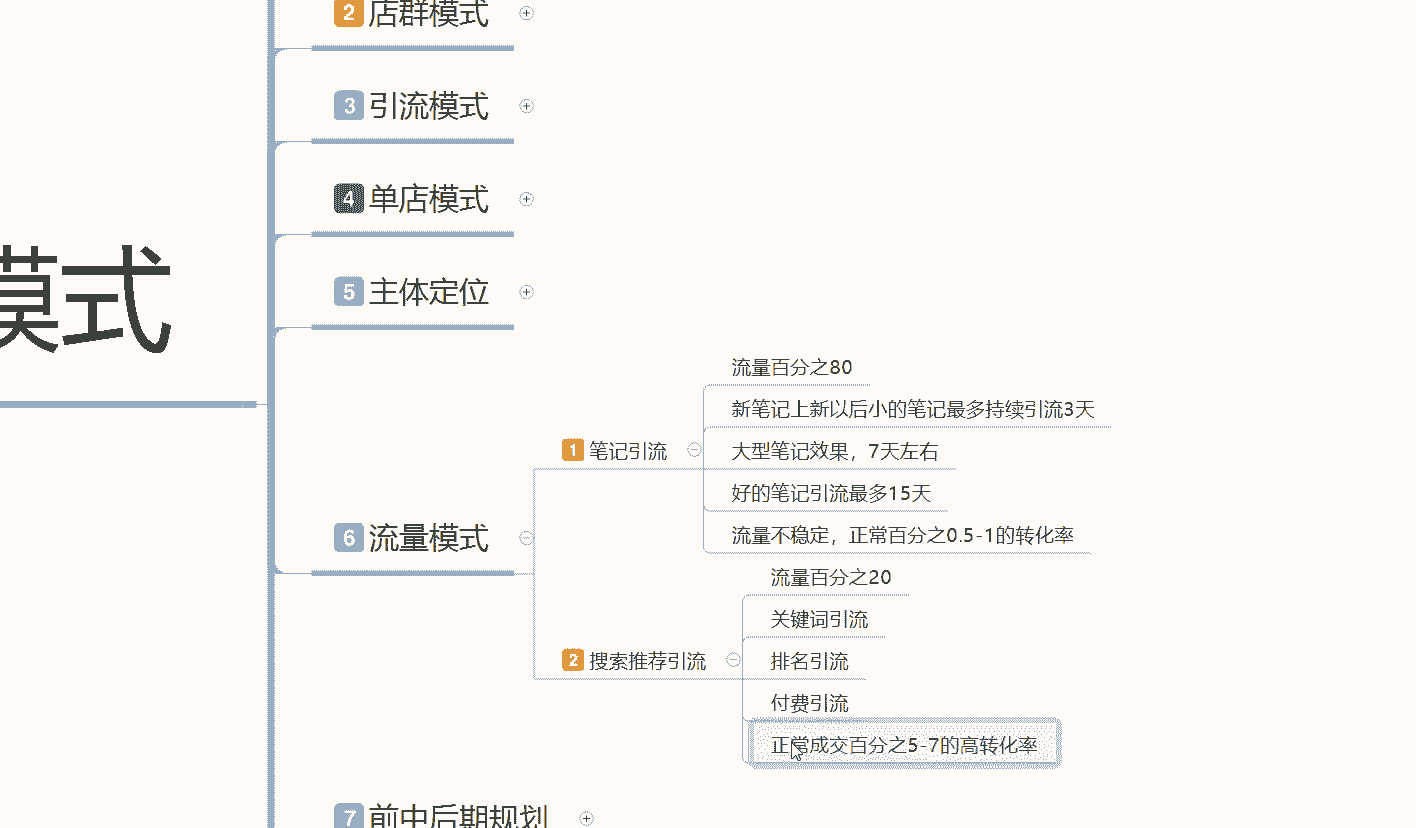 2 店群模式
3 引流模式
4 单店模式
模式
5 主体定位
6 流量模式
1 笔记引流
流量百分之80
新笔记上新以后小的笔记最多持续引流3天
大型笔记效果，7天左右
好的笔记引流最多15天
流量不稳定，正常百分之0.5-1的转化率
2 搜索推荐引流
流量百分之20
关键词引流
排名引流
付费引流
正常成交百分之5-7的高转化率
7 前中后期规划